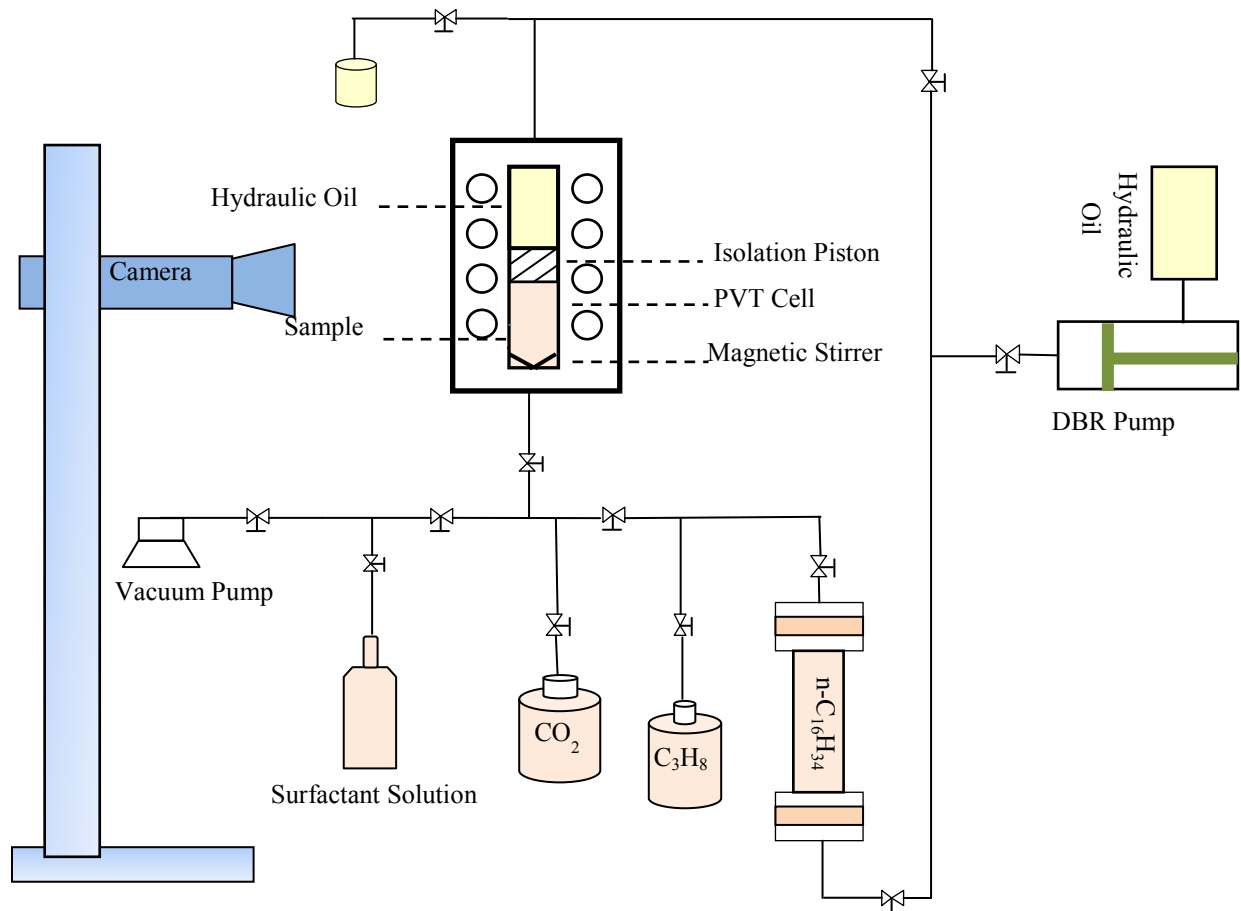 Hydraulic Oil
Camera
Sample
Isolation Piston
PVT Cell
Magnetic Stirrer
Hydraulic
Oil
DBR Pump
Vacuum Pump
Surfactant Solution
CO₂
C₃H₈
n-C₁₆H₃₄